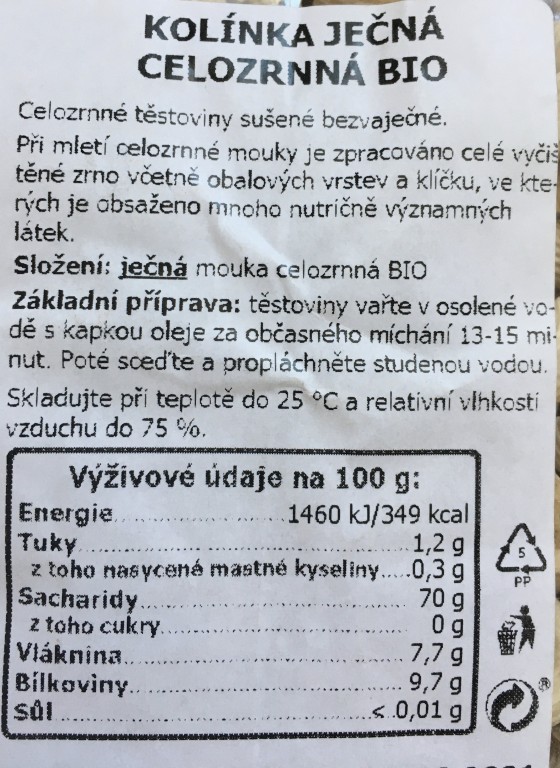 KOLÍNKA JEČNÁ
CELOZRNNÁ BIO
Celozrnné těstoviny sušené bezvaječné.
Při mletí celozrnné mouky je zpracováno celé vyčiš
těné zrno včetně obalových vrstev a klíčku, ve kte-
rých je obsaženo mnoho nutričně významných
látek.
Složení: ječná mouka celozrnná BIO
Základní příprava: těstoviny vařte v osolené vo-
dě s kapkou oleje za občasného míchání 13-15 mi-
nut. Poté sceďte a propláchněte studenou vodou.
Skladujte při teplotě do 25 °C a relativní vlhkosti
vzduchu do 75 %.
Výživové údaje na 100 g:
Energie.................1460 kJ/349 kcal
Tuky.................1,2 g
z toho nasycené mastné kyseliny.....0,3 g
Sacharidy................. 70 g
z toho cukry................. 0 g
Vláknina................. 7,7 g
Bílkoviny................. 9,7 g
Sůl.................< 0,01 g
5
PP
®